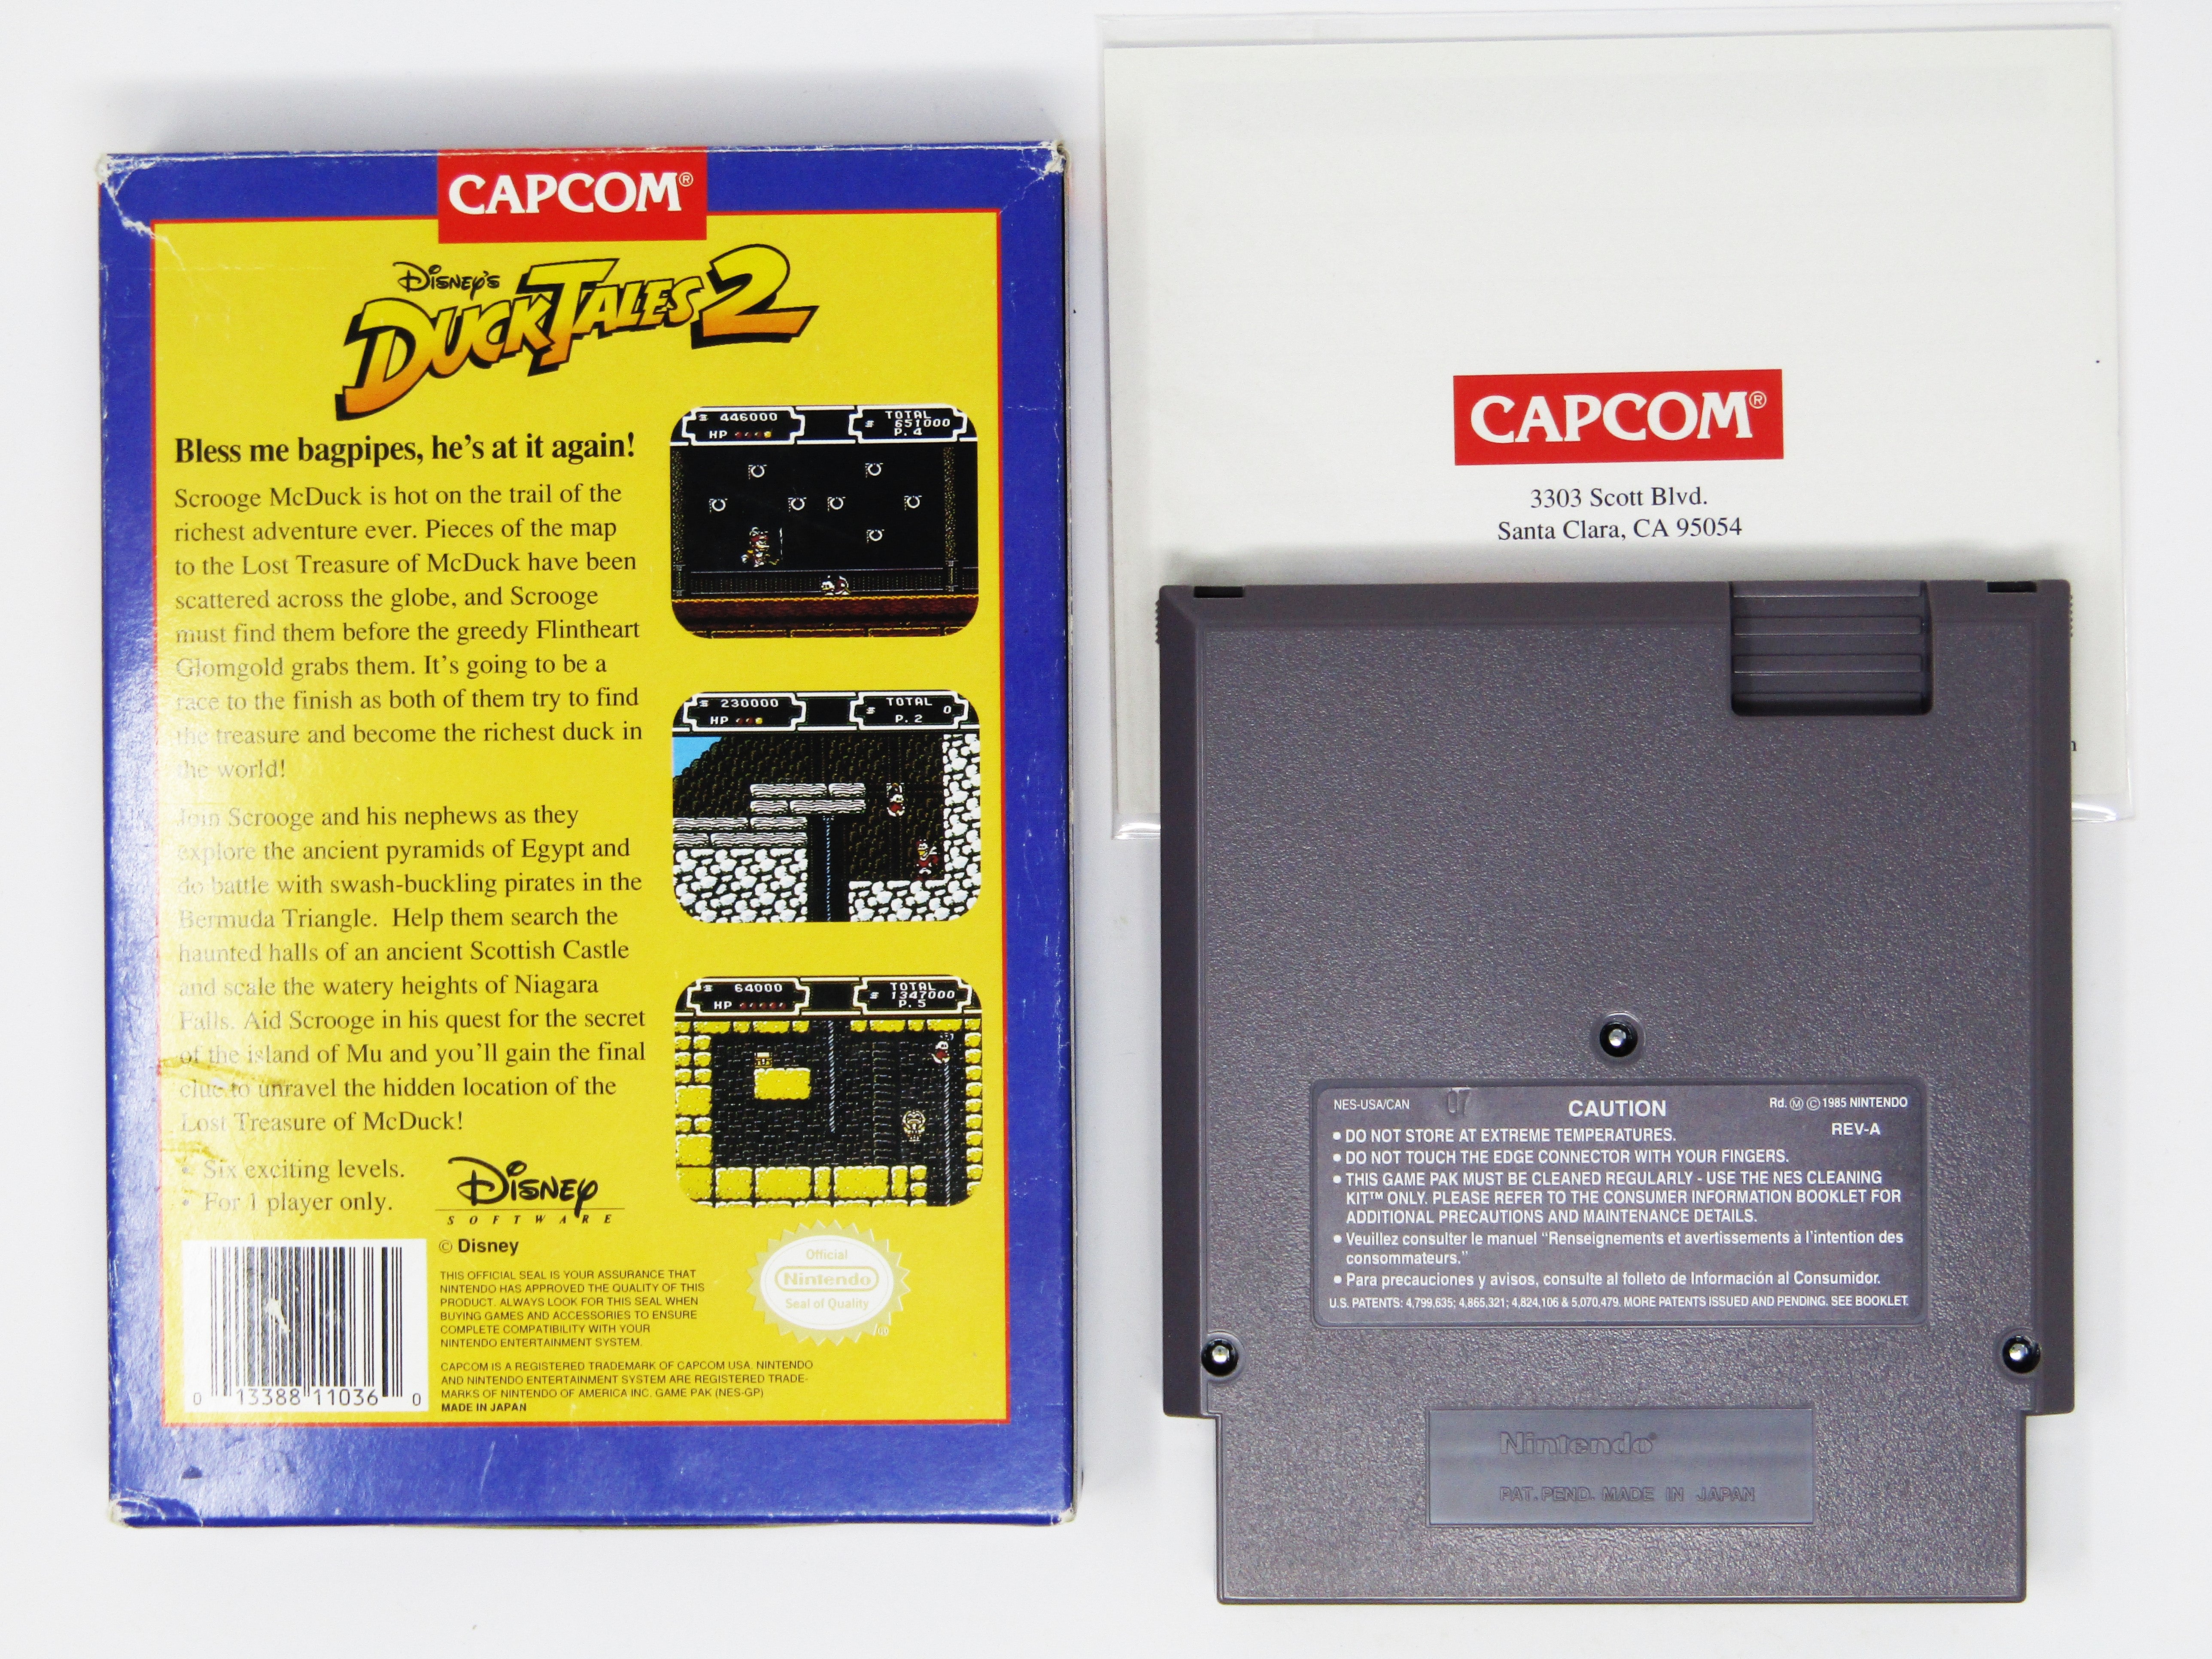 CAPCOM®
DISNEY'S
DUCKTALES 2
Bless me bagpipes, he's at it again!
Scrooge McDuck is hot on the trail of the
richest adventure ever. Pieces of the map
to the Lost Treasure of McDuck have been
scattered across the globe, and Scrooge
must find them before the greedy Flintheart
Glomgold grabs them. It's going to be a
race to the finish as both of them try to find
the treasure and become the richest duck in
the world!
Join Scrooge and his nephews as they
explore the ancient pyramids of Egypt and
do battle with swash-buckling pirates in the
Bermuda Triangle. Help them search the
haunted halls of an ancient Scottish Castle
and scale the watery heights of Niagara
Falls. Aid Scrooge in his quest for the secret
of the island of Mu and you'll gain the final
clue to unravel the hidden location of the
Lost Treasure of McDuck!
• Six exciting levels.
• For 1 player only.
446000 TOTAL
651000
HP P.4
230000 TOTAL
0
HP P.2
64000 TOTAL
1347000
HP P.5
DISNEY
SOFTWARE
© Disney
THIS OFFICIAL SEAL IS YOUR ASSURANCE THAT
NINTENDO HAS APPROVED THE QUALITY OF THIS
PRODUCT. ALWAYS LOOK FOR THIS SEAL WHEN
BUYING GAMES AND ACCESSORIES TO ENSURE
COMPLETE COMPATIBILITY WITH YOUR
NINTENDO ENTERTAINMENT SYSTEM.
CAPCOM IS A REGISTERED TRADEMARK OF CAPCOM USA. NINTENDO
AND NINTENDO ENTERTAINMENT SYSTEM ARE REGISTERED TRADE-
MARKS OF NINTENDO OF AMERICA INC. GAME PAK (NES-GP)
MADE IN JAPAN
Official
Nintendo
Seal of Quality
0 13388 11036 0
CAPCOM®
3303 Scott Blvd.
Santa Clara, CA 95054
n
NES-USA/CAN 07 CAUTION Rd. Ⓜ © 1985 NINTENDO
REV-A
• DO NOT STORE AT EXTREME TEMPERATURES.
• DO NOT TOUCH THE EDGE CONNECTOR WITH YOUR FINGERS.
• THIS GAME PAK MUST BE CLEANED REGULARLY - USE THE NES CLEANING
KIT™ ONLY. PLEASE REFER TO THE CONSUMER INFORMATION BOOKLET FOR
ADDITIONAL PRECAUTIONS AND MAINTENANCE DETAILS.
• Veuillez consulter le manuel “Renseignements et avertissements à l'intention des
consommateurs.”
• Para precauciones y avisos, consulte al folleto de Información al Consumidor.
U.S. PATENTS: 4,799,635; 4,865,321; 4,824,106 & 5,070,479. MORE PATENTS ISSUED AND PENDING. SEE BOOKLET.
Nintendo®
PAT. PEND. MADE IN JAPAN